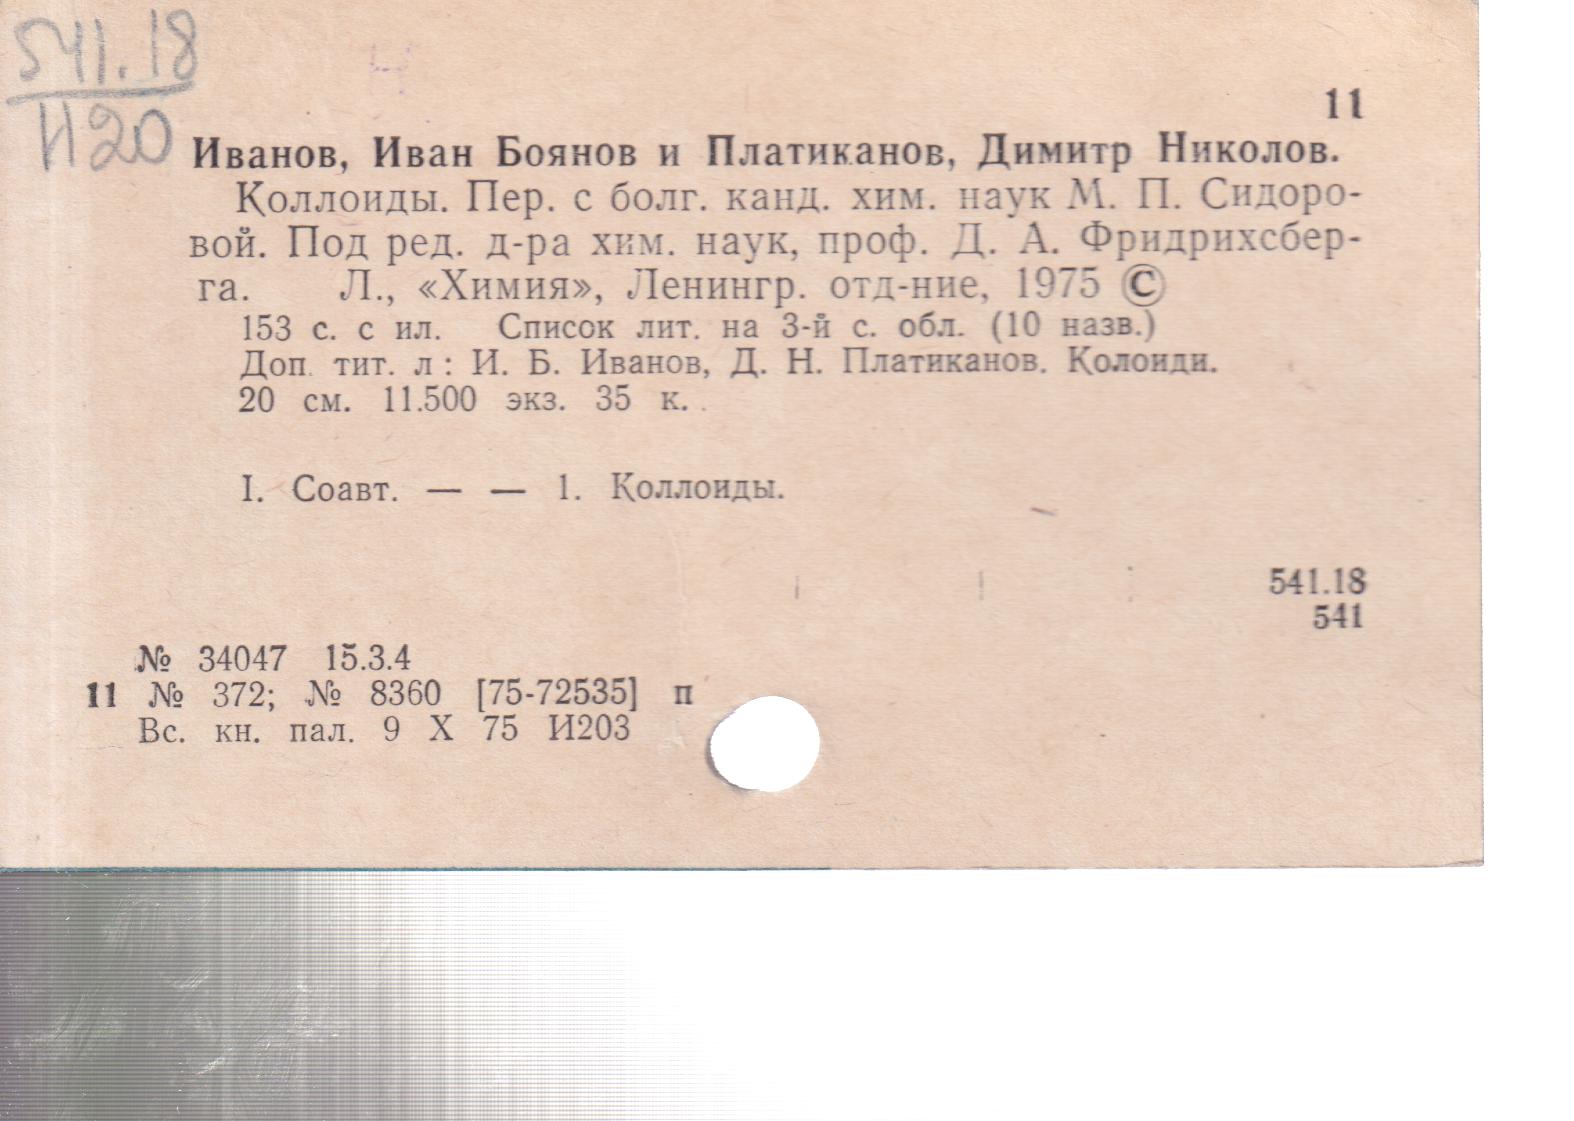 541.18
И20
11
Иванов, Иван Боянов и Платиканов, Димитр Николов.
Коллоиды. Пер. с болг. канд. хим. наук М. П. Сидоро-
вой. Под ред. д-ра хим. наук, проф. Д. А. Фридрихсбер-
га. Л., «Химия», Ленингр. отд-ние, 1975 ©
153 с. с ил. Список лит. на 3-й с. обл. (10 назв.)
Доп. тит. л: И. Б. Иванов, Д. Н. Платиканов. Колоиди.
20 см. 11.500 экз. 35 к.
I. Соавт. — — 1. Коллоиды.
541.18
541
№ 34047 15.3.4
11 № 372; № 8360 [75-72535] п
Вс. кн. пал. 9 X 75 И203